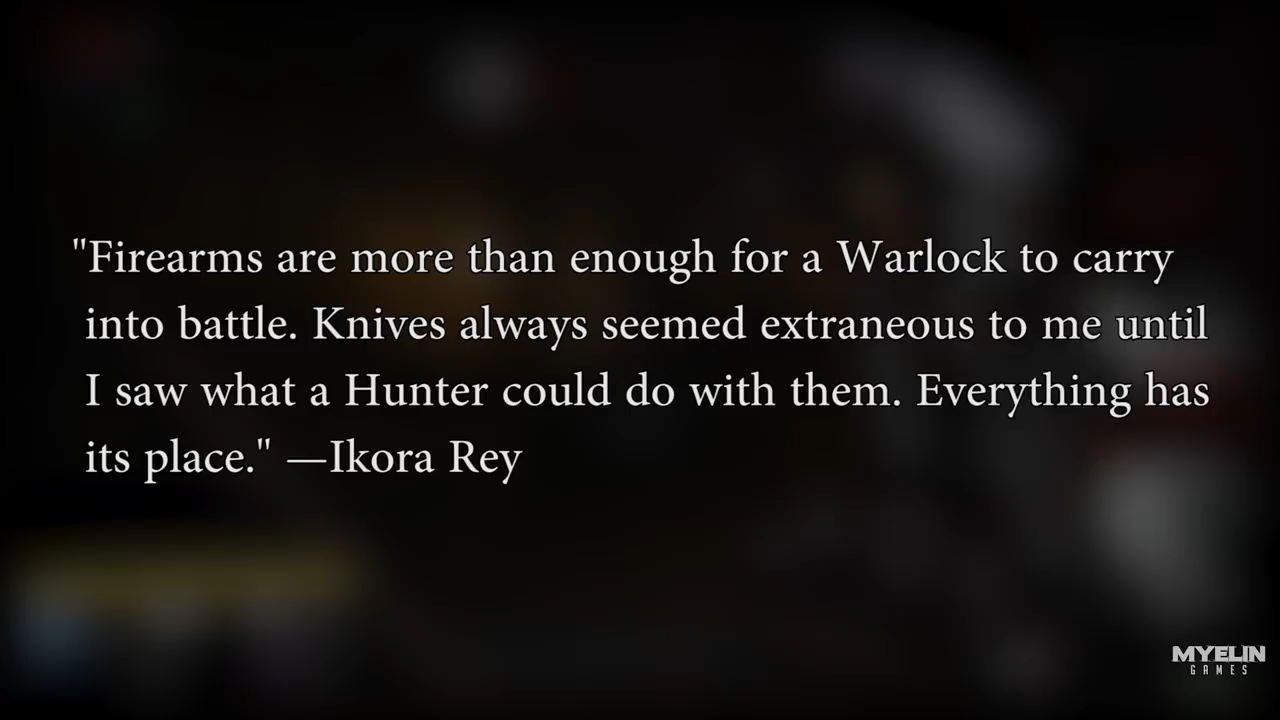 "Firearms are more than enough for a Warlock to carry
into battle. Knives always seemed extraneous to me until
I saw what a Hunter could do with them. Everything has
its place." —Ikora Rey
MYELIN
GAMES